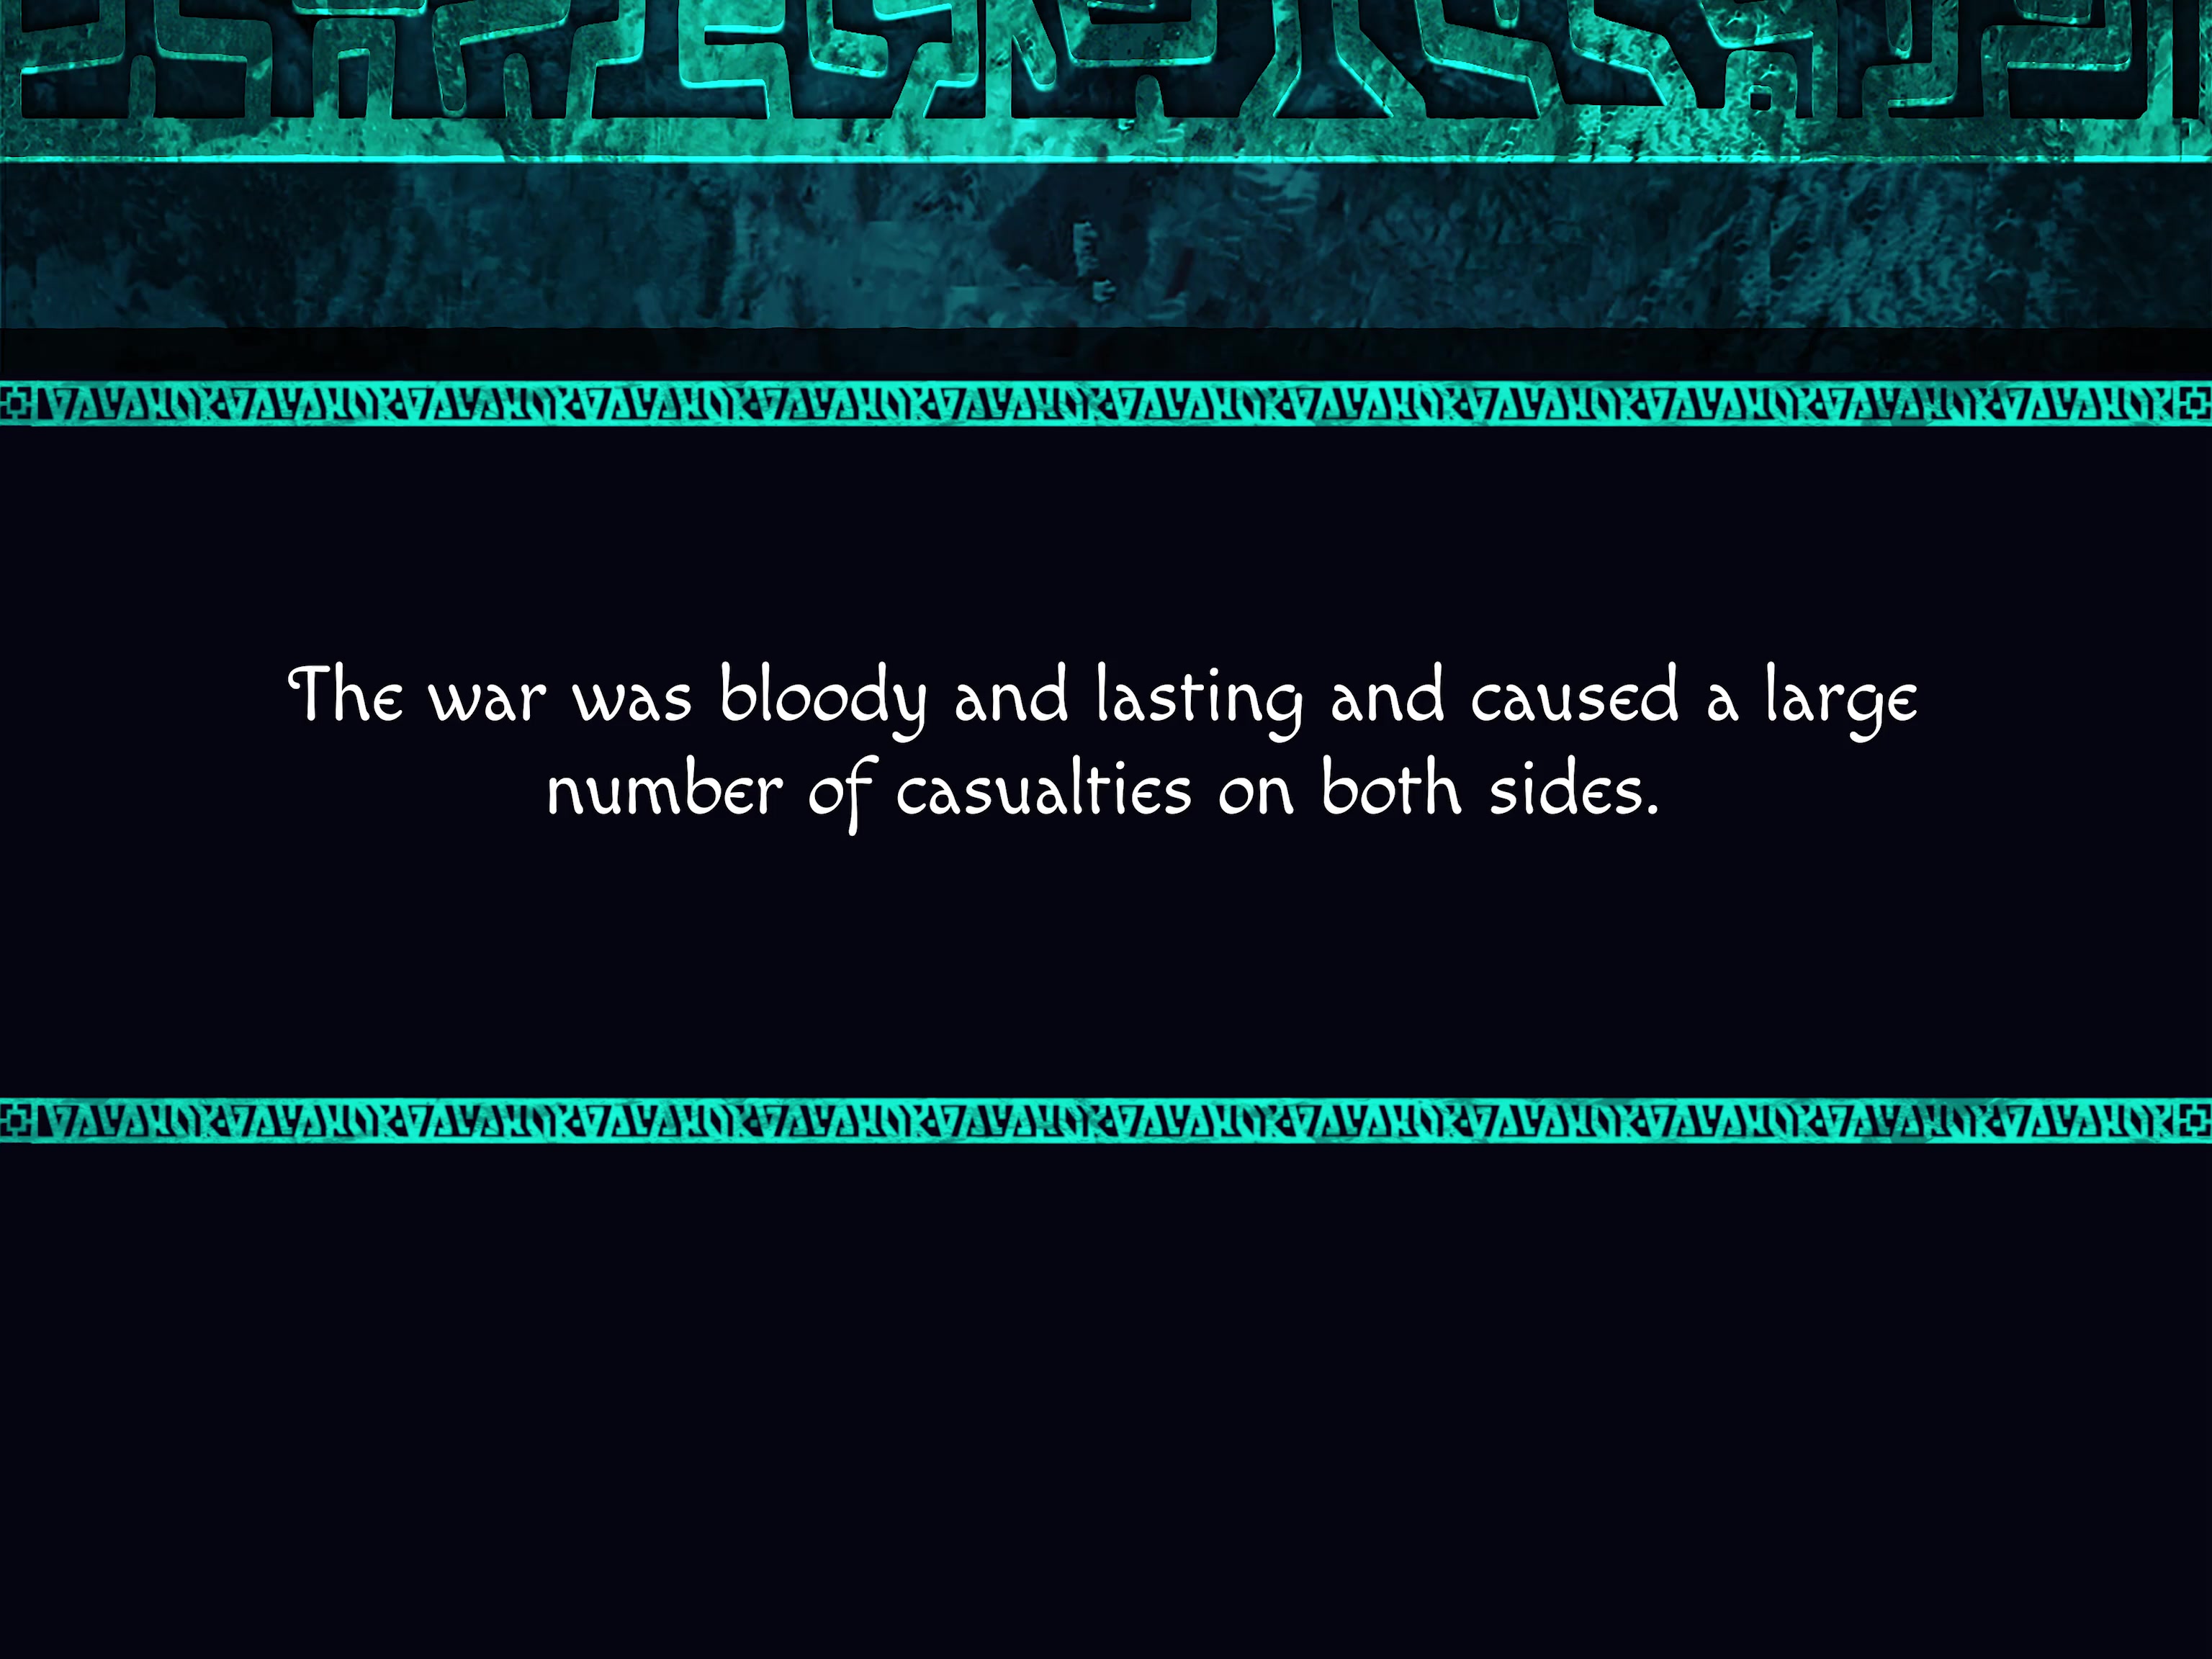 The war was bloody and lasting and caused a large
number of casualties on both sides.